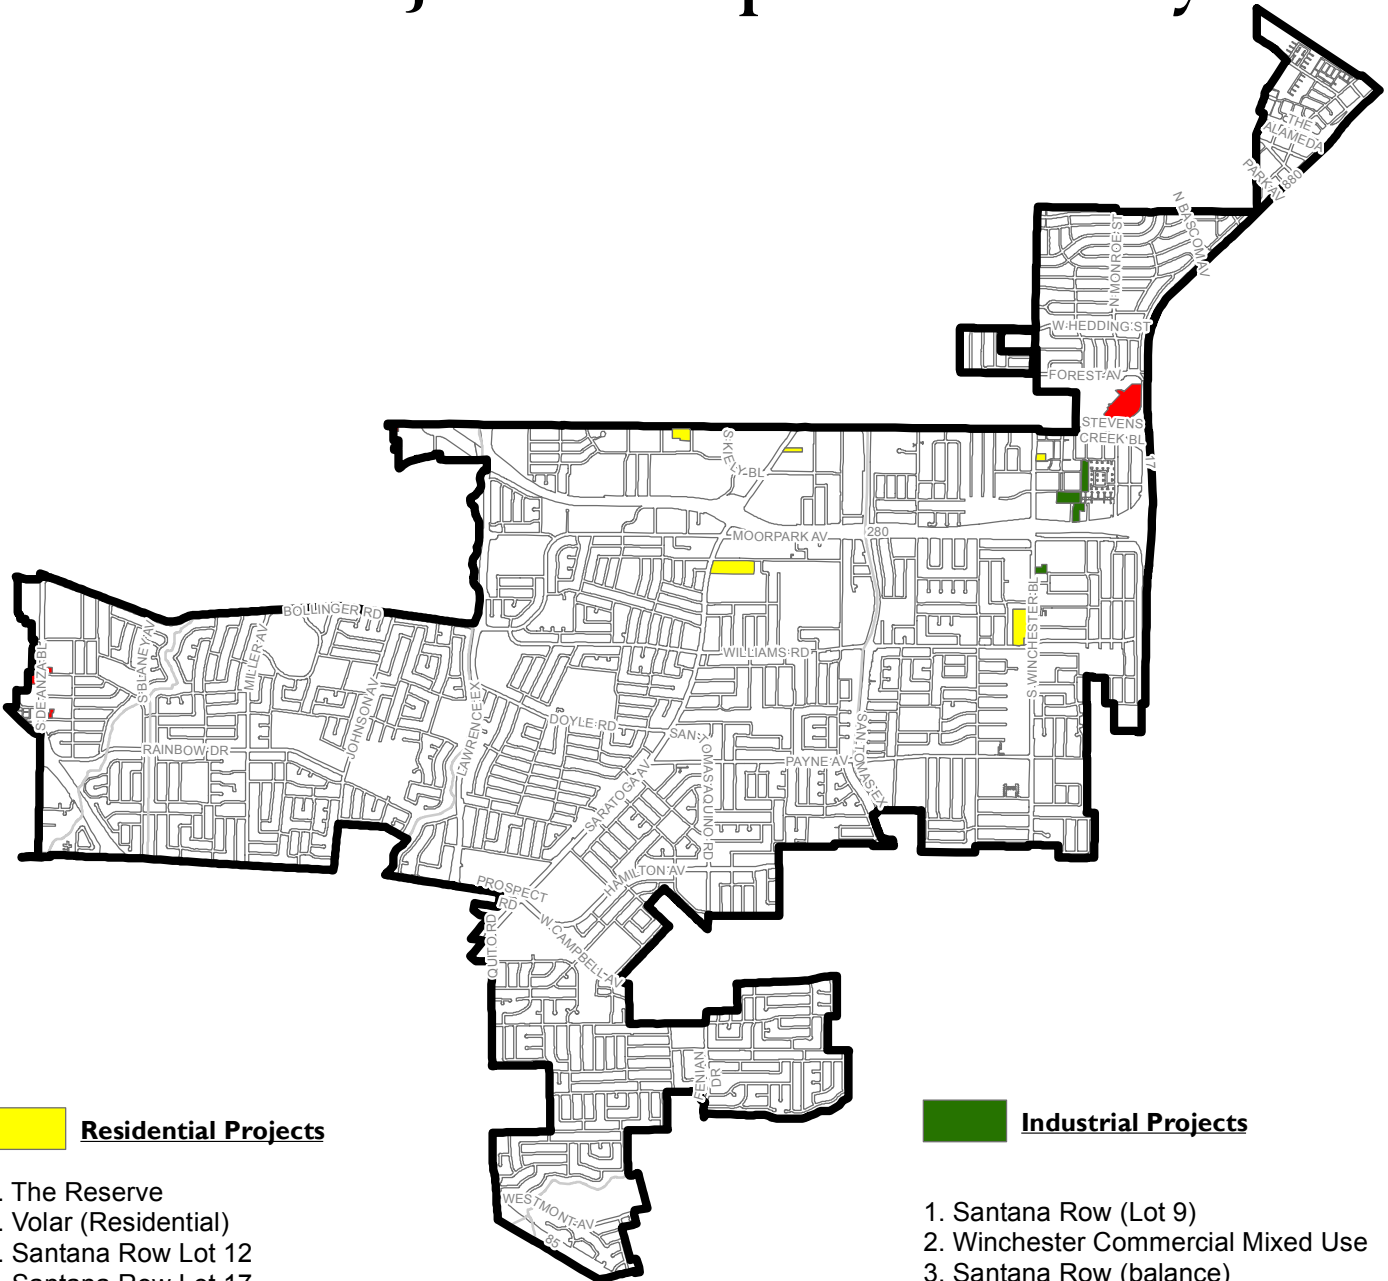 THE
ALAMEDA
PARK AV
880
N BASCOM AV
N MONROE ST
W HEDDING ST
FOREST AV
STEVENS
CREEK BL
17
S KIELY BL
MOORPARK AV
280
BOLLINGER RD
S DE ANZA BL
S BLANEY AV
MILLER AV
JOHNSON AV
LAWRENCE EX
WILLIAMS RD
S WINCHESTER BL
DOYLE RD
SAN TOMAS AQUINO RD
SAN TOMAS EX
RAINBOW DR
PAYNE AV
SARATOGA AV
HAMILTON AV
PROSPECT
RD
W CAMPBELL AV
QUITO RD
DR
WESTMONT AV
85
Residential Projects
. The Reserve
. Volar (Residential)
. Santana Row Lot 12
. Santana Row Lot 17
Industrial Projects
1. Santana Row (Lot 9)
2. Winchester Commercial Mixed Use
3. Santana Row (balance)